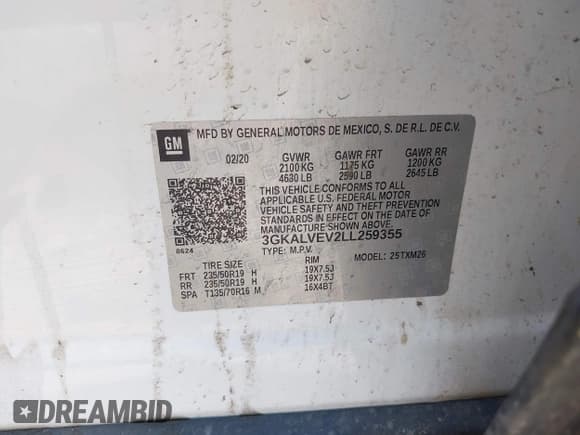 GM
MFD BY GENERAL MOTORS DE MEXICO, S. DE R.L. DE C.V.
02/20 GVWR GAWR FRT GAWR RR
2100 KG 1175 KG 1200 KG
4630 LB 2590 LB 2645 LB
THIS VEHICLE CONFORMS TO ALL
APPLICABLE U.S. FEDERAL MOTOR
VEHICLE SAFETY AND THEFT PREVENTION
STANDARDS IN EFFECT ON THE DATE OF
MANUFACTURE SHOWN ABOVE.
3GKALVEV2LL259355
8624
TYPE: M.P.V. MODEL: 25TXM26
TIRE SIZE RIM
FRT 235/50R19 H 19X7.5J
RR 235/50R19 H 19X7.5J
SPA T135/70R16 M 16X4BT
DREAMBID